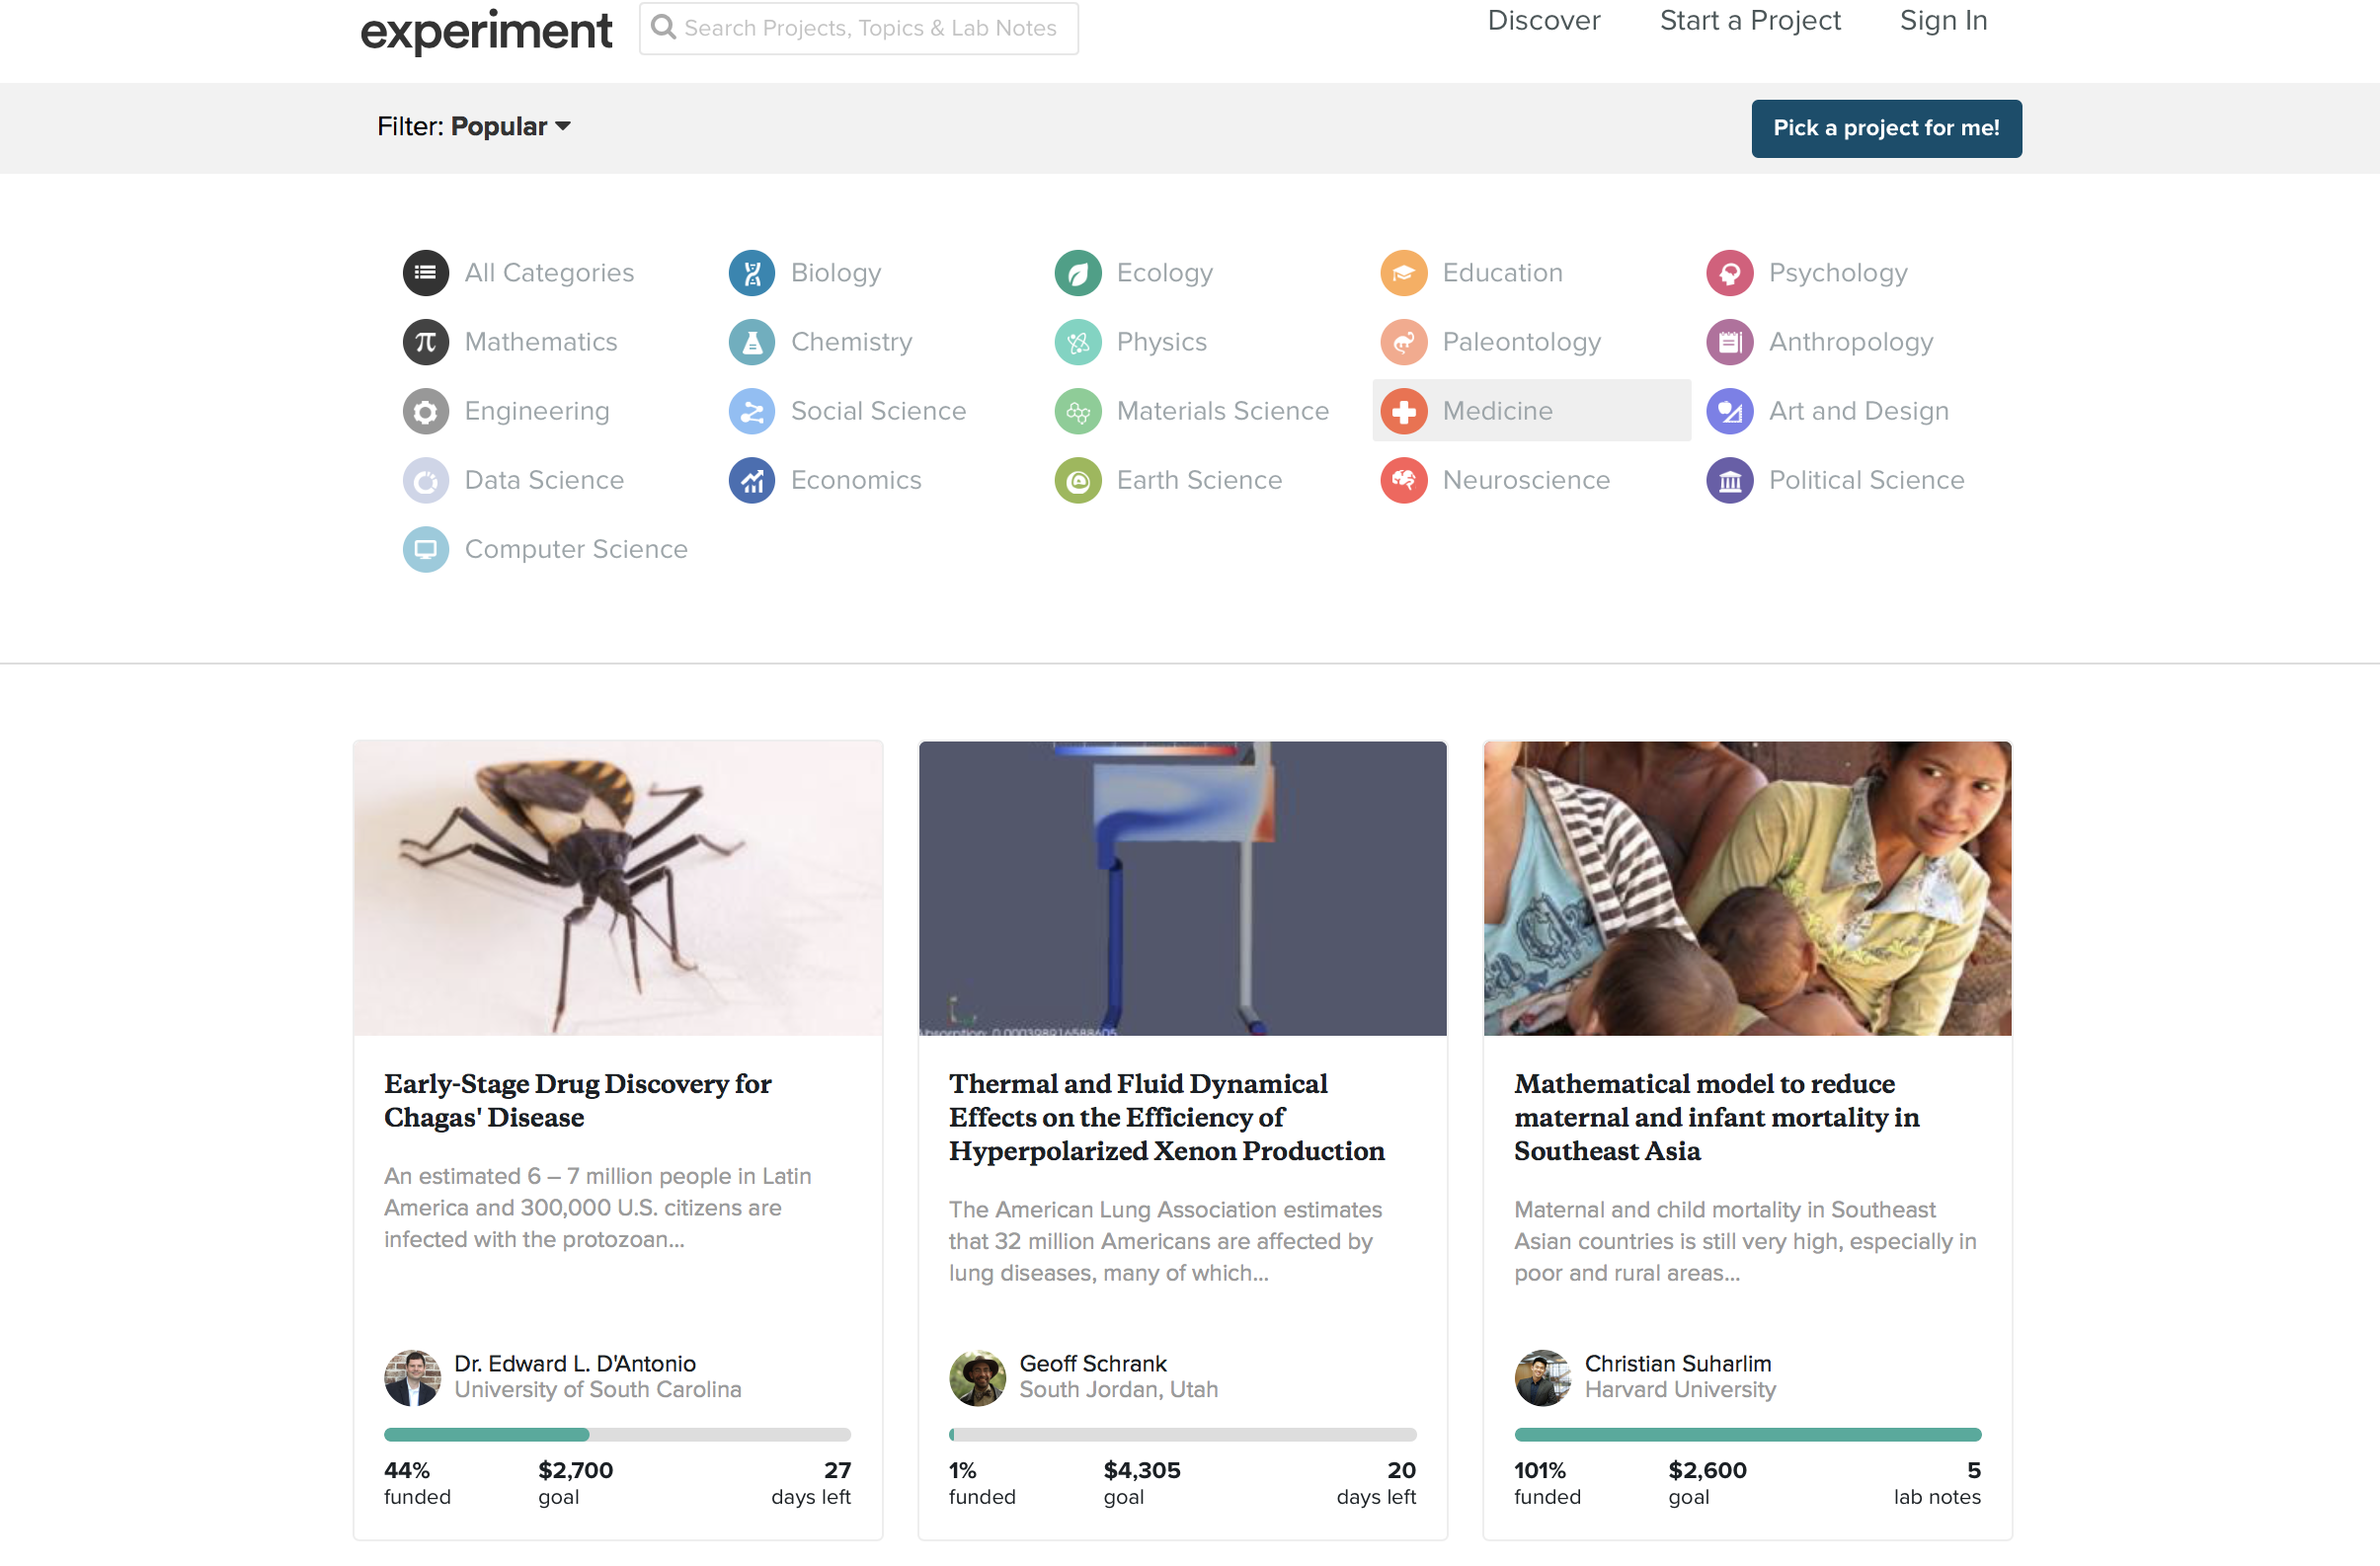 experiment
Search Projects, Topics & Lab Notes
Discover
Start a Project
Sign In
Filter: Popular
Pick a project for me!
All Categories
Biology
Ecology
Education
Psychology
Mathematics
Chemistry
Physics
Paleontology
Anthropology
Engineering
Social Science
Materials Science
Medicine
Art and Design
Data Science
Economics
Earth Science
Neuroscience
Political Science
Computer Science
Early-Stage Drug Discovery for
Chagas' Disease
An estimated 6 – 7 million people in Latin
America and 300,000 U.S. citizens are
infected with the protozoan...
Dr. Edward L. D'Antonio
University of South Carolina
44%
funded
$2,700
goal
27
days left
Thermal and Fluid Dynamical
Effects on the Efficiency of
Hyperpolarized Xenon Production
The American Lung Association estimates
that 32 million Americans are affected by
lung diseases, many of which...
Geoff Schrank
South Jordan, Utah
1%
funded
$4,305
goal
20
days left
Mathematical model to reduce
maternal and infant mortality in
Southeast Asia
Maternal and child mortality in Southeast
Asian countries is still very high, especially in
poor and rural areas...
Christian Suharlim
Harvard University
101%
funded
$2,600
goal
5
lab notes